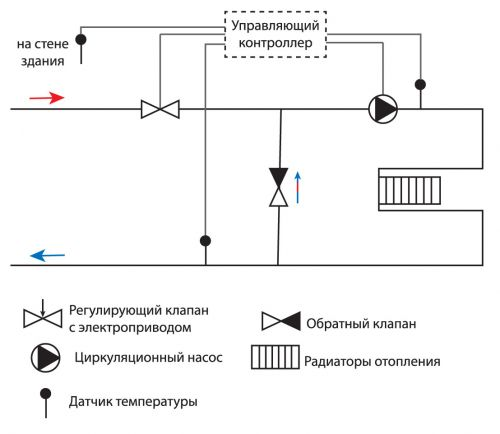 Управляющий
контроллер
на стене
здания
Регулирующий клапан
с электроприводом
Обратный клапан
Циркуляционный насос
Радиаторы отопления
Датчик температуры